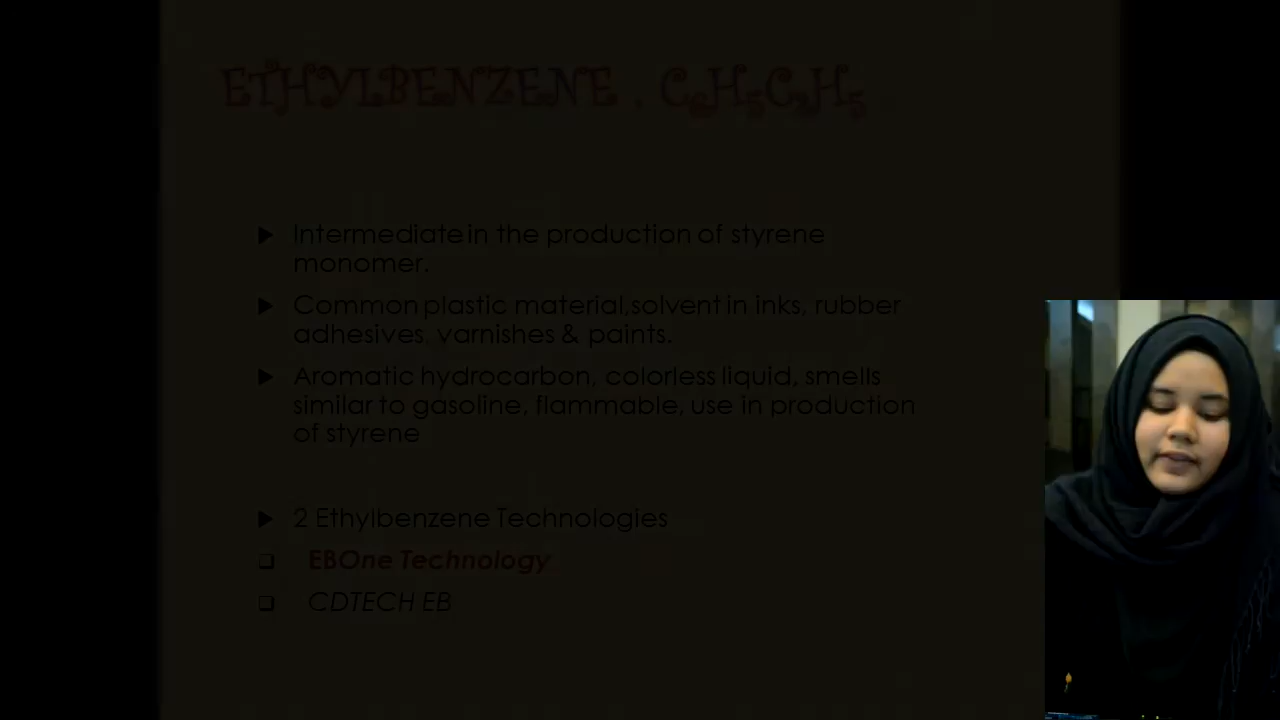 ETHYLBENZENE , C₆H₅C₂H₅
Intermediate in the production of styrene
monomer.
Common plastic material,solvent in inks, rubber
adhesives, varnishes & paints.
Aromatic hydrocarbon, colorless liquid, smells
similar to gasoline, flammable, use in production
of styrene
2 Ethylbenzene Technologies
EBOne Technology
CDTECH EB